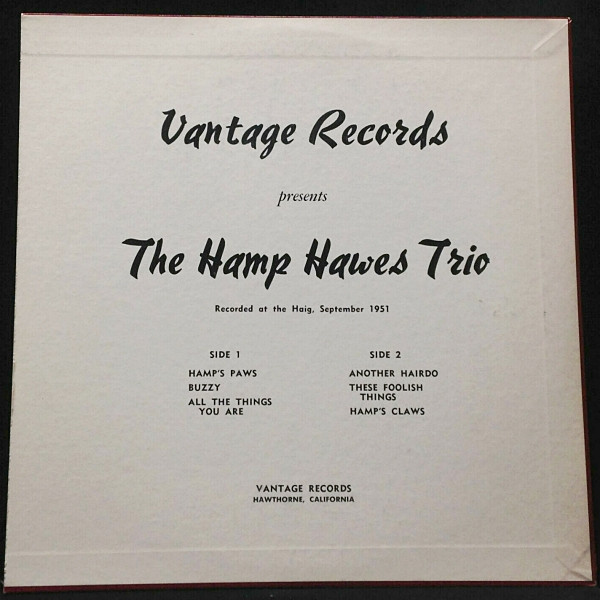 Vantage Records
presents
The Hamp Hawes Trio
Recorded at the Haig, September 1951
SIDE 1
HAMP'S PAWS
BUZZY
ALL THE THINGS
YOU ARE
SIDE 2
ANOTHER HAIRDO
THESE FOOLISH
THINGS
HAMP'S CLAWS
VANTAGE RECORDS
HAWTHORNE, CALIFORNIA